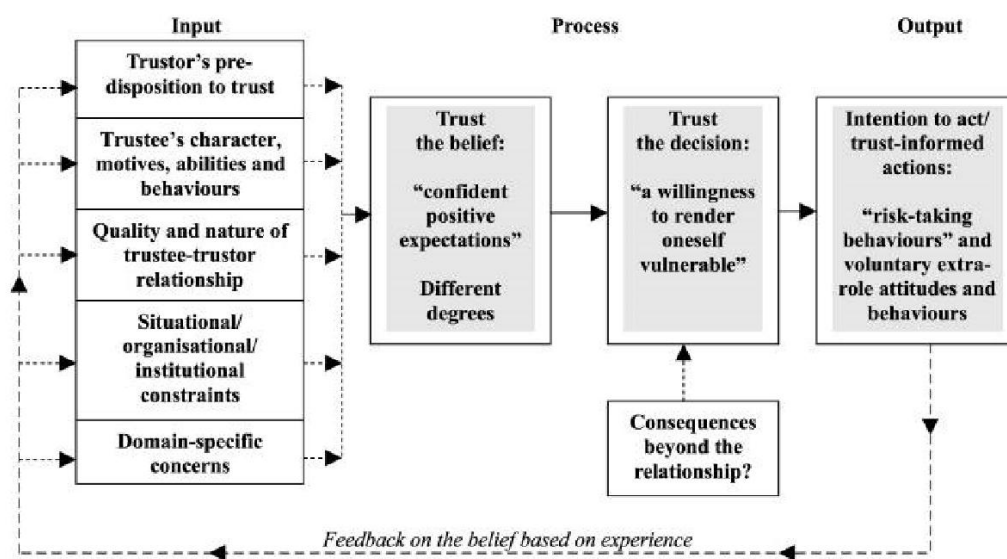 Input
Process
Output
Trustor’s pre-
disposition to trust
Trustee’s character,
motives, abilities and
behaviours
Quality and nature of
trustee-trustor
relationship
Situational/
organisational/
institutional
constraints
Domain-specific
concerns
Trust
the belief:
“confident
positive
expectations”
Different
degrees
Trust
the decision:
“a willingness
to render
oneself
vulnerable”
Intention to act/
trust-informed
actions:
“risk-taking
behaviours” and
voluntary extra-
role attitudes and
behaviours
Consequences
beyond the
relationship?
Feedback on the belief based on experience